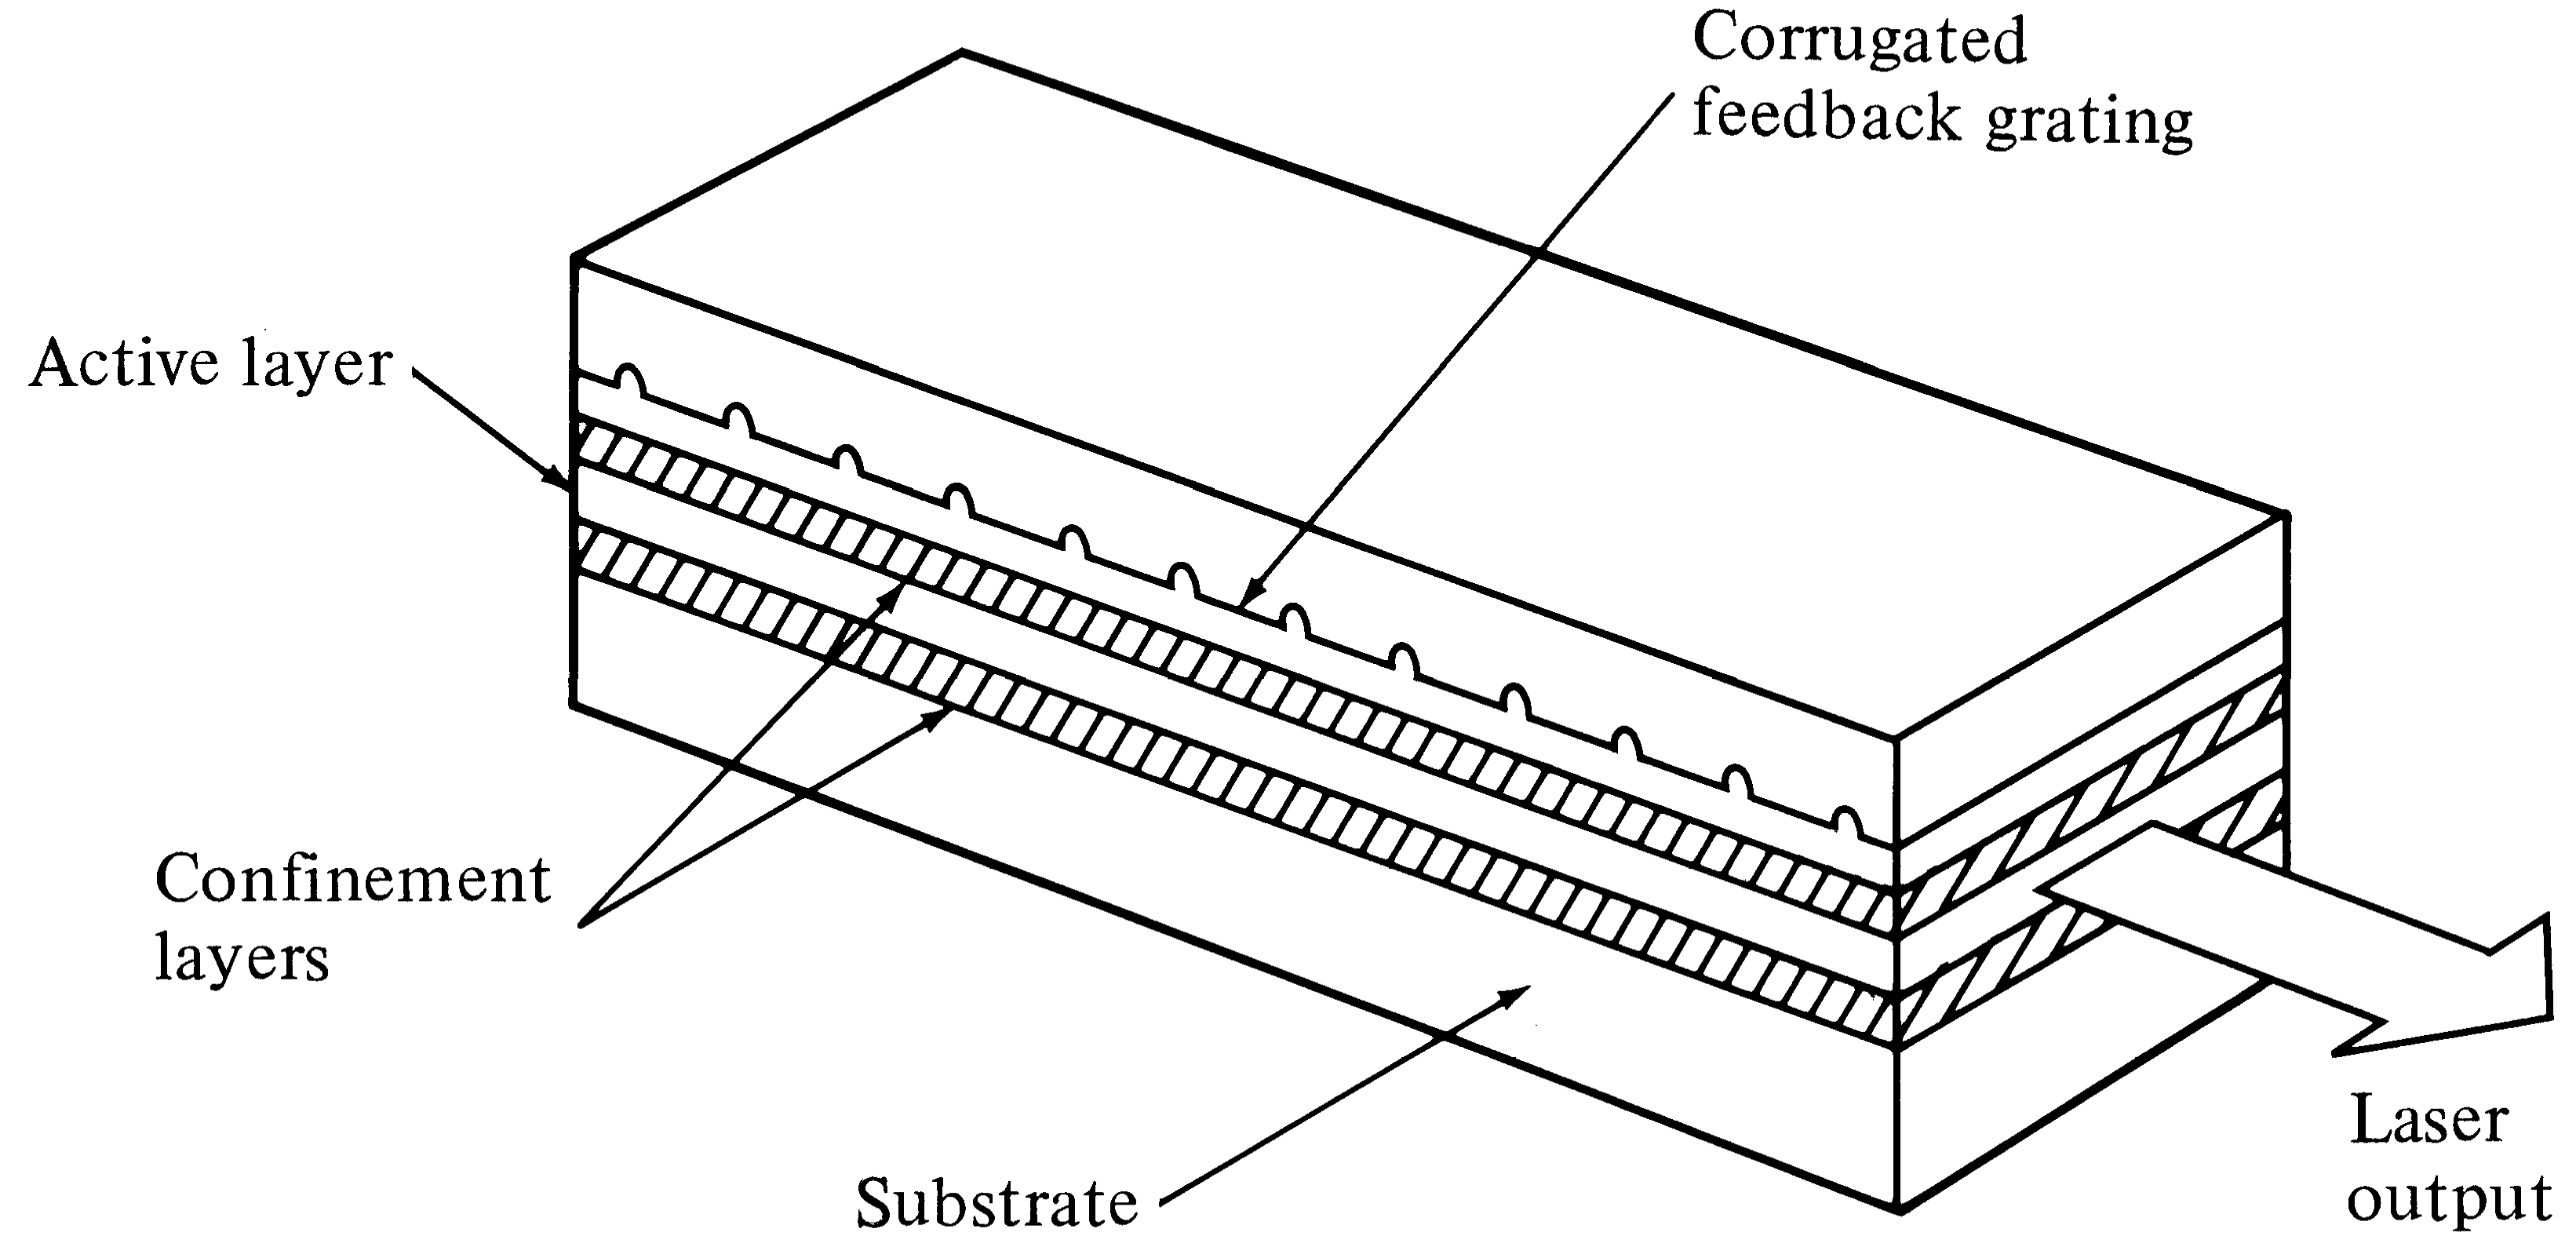 Corrugated
feedback grating
Active layer
Confinement
layers
Substrate
Laser
output